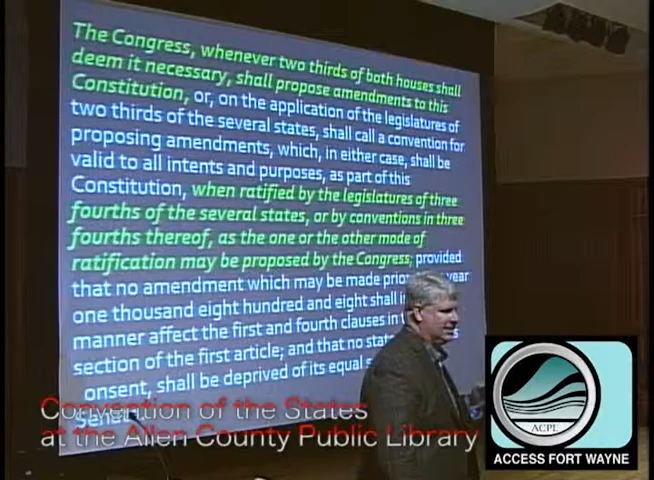 The Congress, whenever two thirds of both houses shall
deem it necessary, shall propose amendments to this
Constitution, or, on the application of the legislatures of
two thirds of the several states, shall call a convention for
proposing amendments, which, in either case, shall be
valid to all intents and purposes, as part of this
Constitution, when ratified by the legislatures of three
fourths of the several states, or by conventions in three
fourths thereof, as the one or the other mode of
ratification may be proposed by the Congress; provided
that no amendment which may be made prior year
one thousand eight hundred and eight shall i
manner affect the first and fourth clauses in
section of the first article; and that no stat
onsent, shall be deprived of its equal s
Senat
Convention of the States
at the Allen County Public Library
ACPL
ACCESS FORT WAYNE